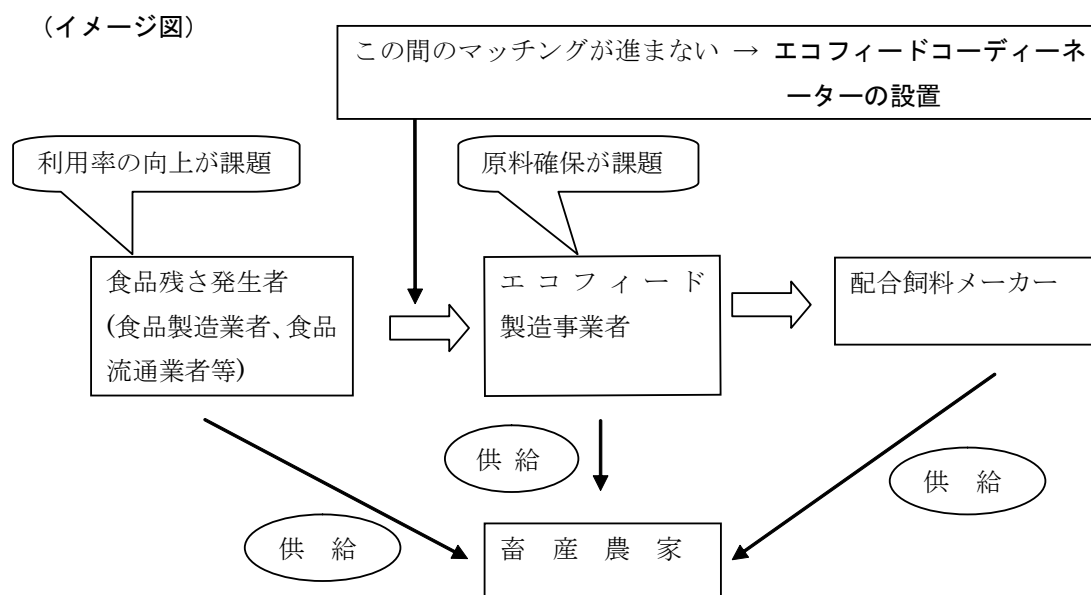 （イメージ図）
この間のマッチングが進まない → エコフィードコーディーネ
ーターの設置
利用率の向上が課題
原料確保が課題
食品残さ発生者
(食品製造業者、食品
流通業者等)
エコフィード
製造事業者
配合飼料メーカー
供 給
供 給
供 給
畜 産 農 家